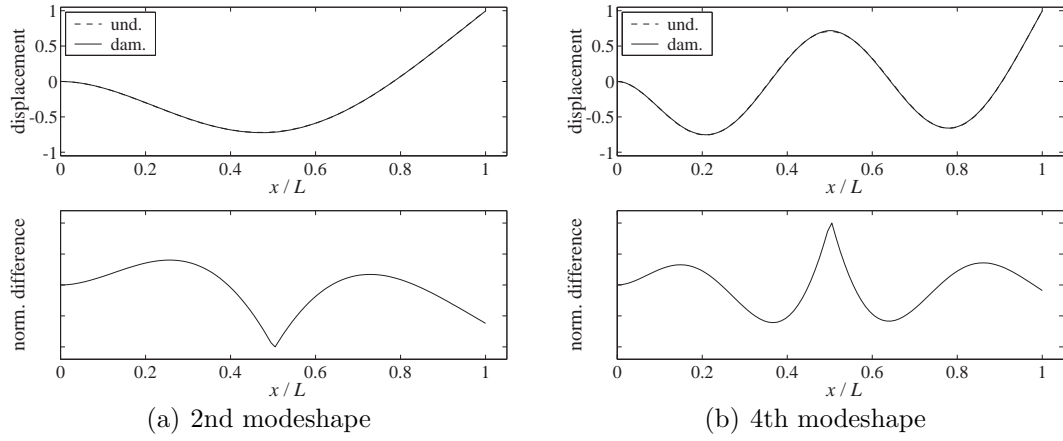 1
0.5
0
-0.5
-1
displacement
und.
dam.
0 0.2 0.4 0.6 0.8 1
x / L
norm. difference
0 0.2 0.4 0.6 0.8 1
x / L
(a) 2nd modeshape
1
0.5
0
-0.5
-1
displacement
und.
dam.
0 0.2 0.4 0.6 0.8 1
x / L
norm. difference
0 0.2 0.4 0.6 0.8 1
x / L
(b) 4th modeshape